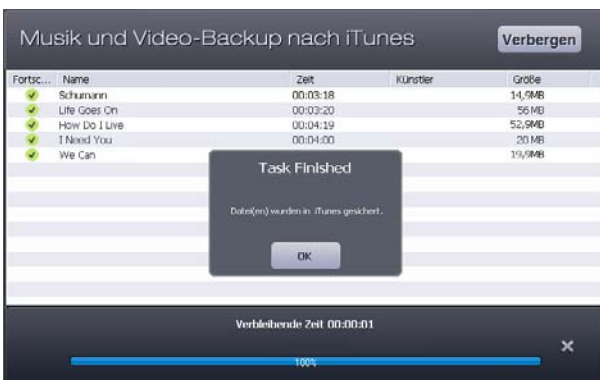 Musik und Video-Backup nach iTunes Verbergen
Fortsc... Name Zeit Künstler Größe
Schumann 00:03:18 14,9MB
Life Goes On 00:03:20 56 MB
How Do I Live 00:04:19 52,9MB
I Need You 00:04:00 20 MB
We Can 19,9MB
Task Finished
Datei(en) wurden in iTunes gesichert.
OK
Verbleibende Zeit 00:00:01
100%